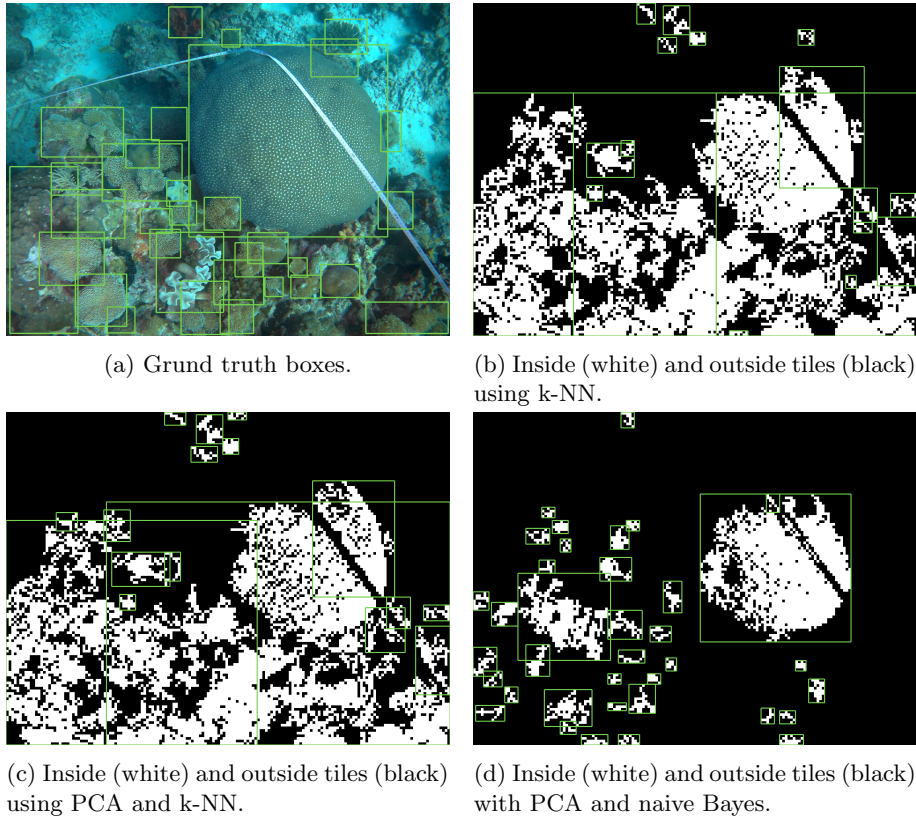 (a) Grund truth boxes.
(b) Inside (white) and outside tiles (black)
using k-NN.
(c) Inside (white) and outside tiles (black)
using PCA and k-NN.
(d) Inside (white) and outside tiles (black)
with PCA and naive Bayes.